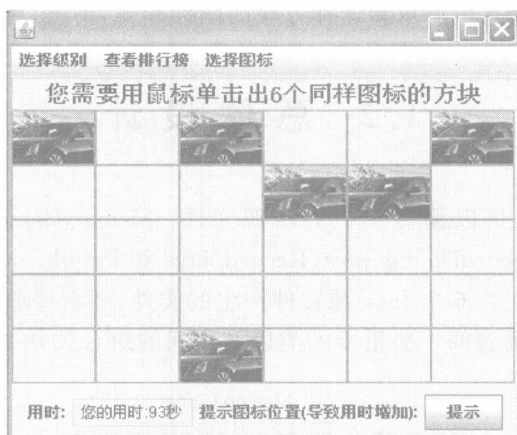 选择级别 查看排行榜 选择图标
您需要用鼠标单击出6个同样图标的方块
用时: 您的用时:93秒 提示图标位置(导致用时增加): 提示